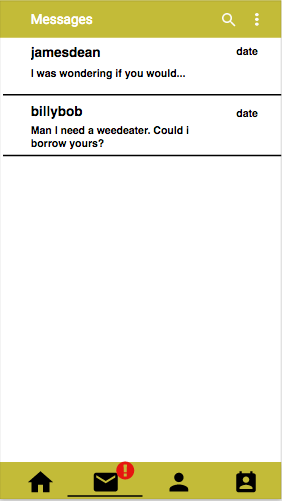 Messages
jamesdean
date
I was wondering if you would...
billybob
date
Man I need a weedeater. Could i
borrow yours?
!